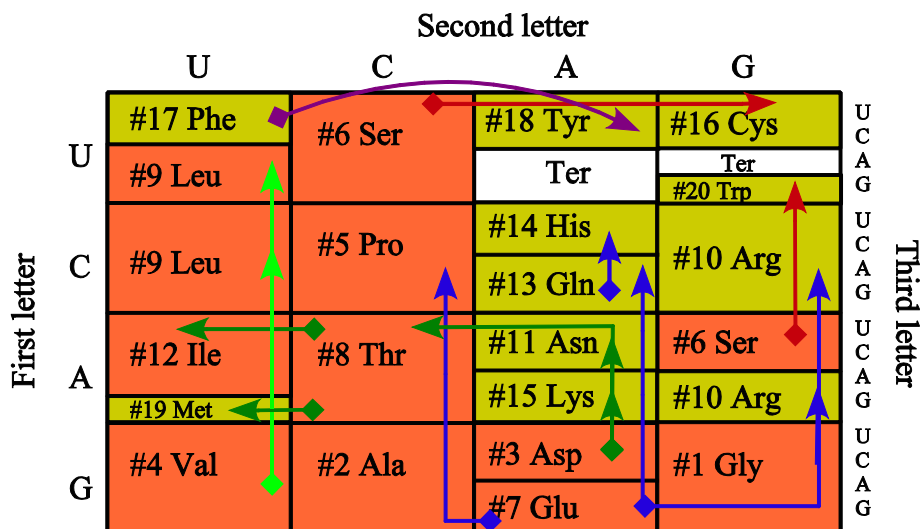 Second letter
U C A G
#17 Phe #6 Ser #18 Tyr #16 Cys U
U #9 Leu Ter Ter C
#20 Trp A
G
C #9 Leu #5 Pro #14 His #10 Arg U
#13 Gln C
A
G
A #12 Ile #8 Thr #11 Asn #6 Ser U
C
#19 Met #15 Lys #10 Arg A
G
G #4 Val #2 Ala #3 Asp #1 Gly U
C
#7 Glu A
G
First letter
Third letter